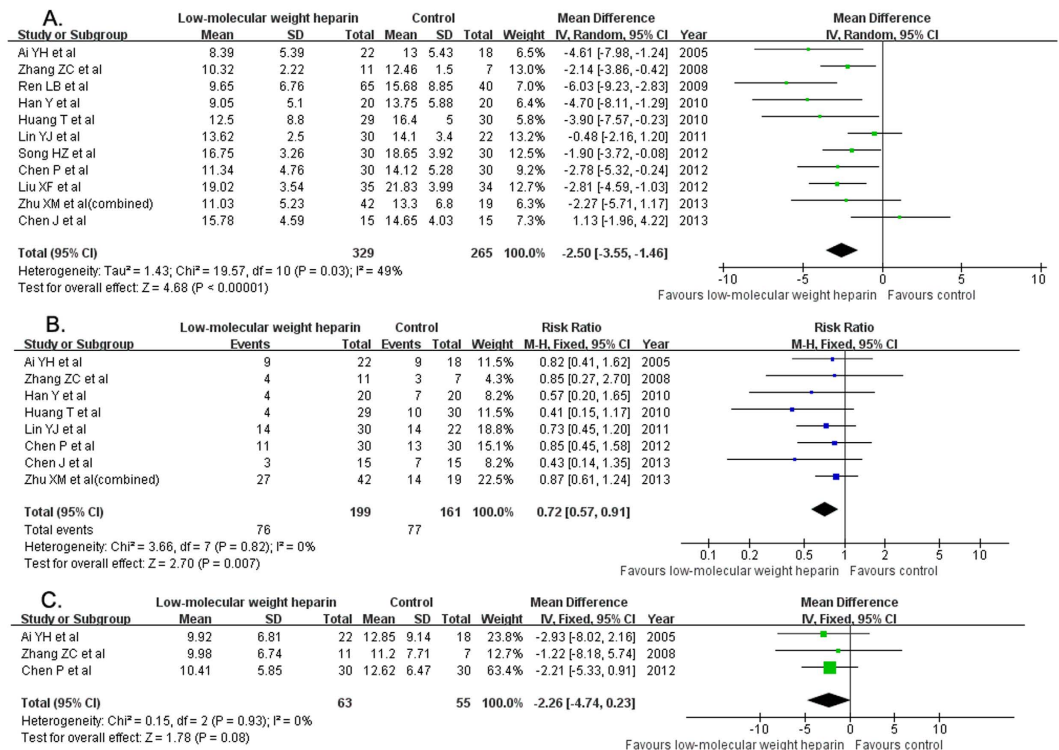 A.
Low-molecular weight heparin Control Mean Difference Mean Difference
Study or Subgroup Mean SD Total Mean SD Total Weight IV, Random, 95% CI Year IV, Random, 95% CI
Ai YH et al 8.39 5.39 22 13 5.43 18 6.5% -4.61 [-7.98, -1.24] 2005
Zhang ZC et al 10.32 2.22 11 12.46 1.5 7 13.0% -2.14 [-3.86, -0.42] 2008
Ren LB et al 9.65 6.76 65 15.68 8.85 40 7.0% -6.03 [-9.23, -2.83] 2009
Han Y et al 9.05 5.1 20 13.75 5.88 20 6.4% -4.70 [-8.11, -1.29] 2010
Huang T et al 12.5 8.8 29 16.4 5 30 5.8% -3.90 [-7.57, -0.23] 2010
Lin YJ et al 13.62 2.5 30 14.1 3.4 22 13.2% -0.48 [-2.16, 1.20] 2011
Song HZ et al 16.75 3.26 30 18.65 3.92 30 12.5% -1.90 [-3.72, -0.08] 2012
Chen P et al 11.34 4.76 30 14.12 5.28 30 9.2% -2.78 [-5.32, -0.24] 2012
Liu XF et al 19.02 3.54 35 21.83 3.99 34 12.7% -2.81 [-4.59, -1.03] 2012
Zhu XM et al(combined) 11.03 5.23 42 13.3 6.8 19 6.3% -2.27 [-5.71, 1.17] 2013
Chen J et al 15.78 4.59 15 14.65 4.03 15 7.3% 1.13 [-1.96, 4.22] 2013
Total (95% CI) 329 265 100.0% -2.50 [-3.55, -1.46]
Heterogeneity: Tau² = 1.43; Chi² = 19.57, df = 10 (P = 0.03); I² = 49%
Test for overall effect: Z = 4.68 (P < 0.00001)
-10 -5 0 5 10
Favours low-molecular weight heparin Favours control
B.
Low-molecular weight heparin Control Risk Ratio Risk Ratio
Study or Subgroup Events Total Events Total Weight M-H, Fixed, 95% CI Year M-H, Fixed, 95% CI
Ai YH et al 9 22 9 18 11.5% 0.82 [0.41, 1.62] 2005
Zhang ZC et al 4 11 3 7 4.3% 0.85 [0.27, 2.70] 2008
Han Y et al 4 20 7 20 8.2% 0.57 [0.20, 1.65] 2010
Huang T et al 4 29 10 30 11.5% 0.41 [0.15, 1.17] 2010
Lin YJ et al 14 30 14 22 18.8% 0.73 [0.45, 1.20] 2011
Chen P et al 11 30 13 30 15.1% 0.85 [0.45, 1.58] 2012
Chen J et al 3 15 7 15 8.2% 0.43 [0.14, 1.35] 2013
Zhu XM et al(combined) 27 42 14 19 22.5% 0.87 [0.61, 1.24] 2013
Total (95% CI) 199 161 100.0% 0.72 [0.57, 0.91]
Total events 76 77
Heterogeneity: Chi² = 3.66, df = 7 (P = 0.82); I² = 0%
Test for overall effect: Z = 2.70 (P = 0.007)
0.1 0.2 0.5 1 2 5 10
Favours low-molecular weight heparin Favours control
C.
Low-molecular weight heparin Control Mean Difference Mean Difference
Study or Subgroup Mean SD Total Mean SD Total Weight IV, Fixed, 95% CI Year IV, Fixed, 95% CI
Ai YH et al 9.92 6.81 22 12.85 9.14 18 23.8% -2.93 [-8.02, 2.16] 2005
Zhang ZC et al 9.98 6.74 11 11.2 7.71 7 12.7% -1.22 [-8.18, 5.74] 2008
Chen P et al 10.41 5.85 30 12.62 6.47 30 63.4% -2.21 [-5.33, 0.91] 2012
Total (95% CI) 63 55 100.0% -2.26 [-4.74, 0.23]
Heterogeneity: Chi² = 0.15, df = 2 (P = 0.93); I² = 0%
Test for overall effect: Z = 1.78 (P = 0.08)
-10 -5 0 5 10
Favours low-molecular weight heparin Favours control